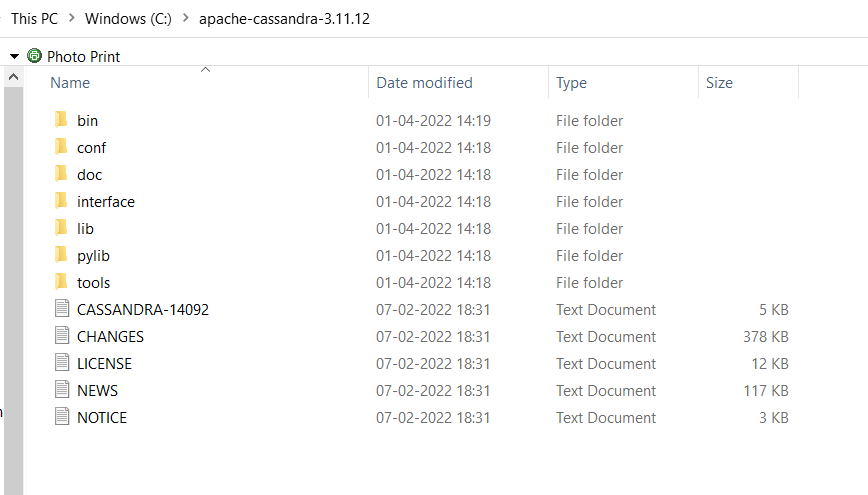 This PC > Windows (C:) > apache-cassandra-3.11.12
Photo Print
Name Date modified Type Size
bin 01-04-2022 14:19 File folder
conf 01-04-2022 14:18 File folder
doc 01-04-2022 14:18 File folder
interface 01-04-2022 14:18 File folder
lib 01-04-2022 14:18 File folder
pylib 01-04-2022 14:18 File folder
tools 01-04-2022 14:18 File folder
CASSANDRA-14092 07-02-2022 18:31 Text Document 5 KB
CHANGES 07-02-2022 18:31 Text Document 378 KB
LICENSE 07-02-2022 18:31 Text Document 12 KB
NEWS 07-02-2022 18:31 Text Document 117 KB
NOTICE 07-02-2022 18:31 Text Document 3 KB